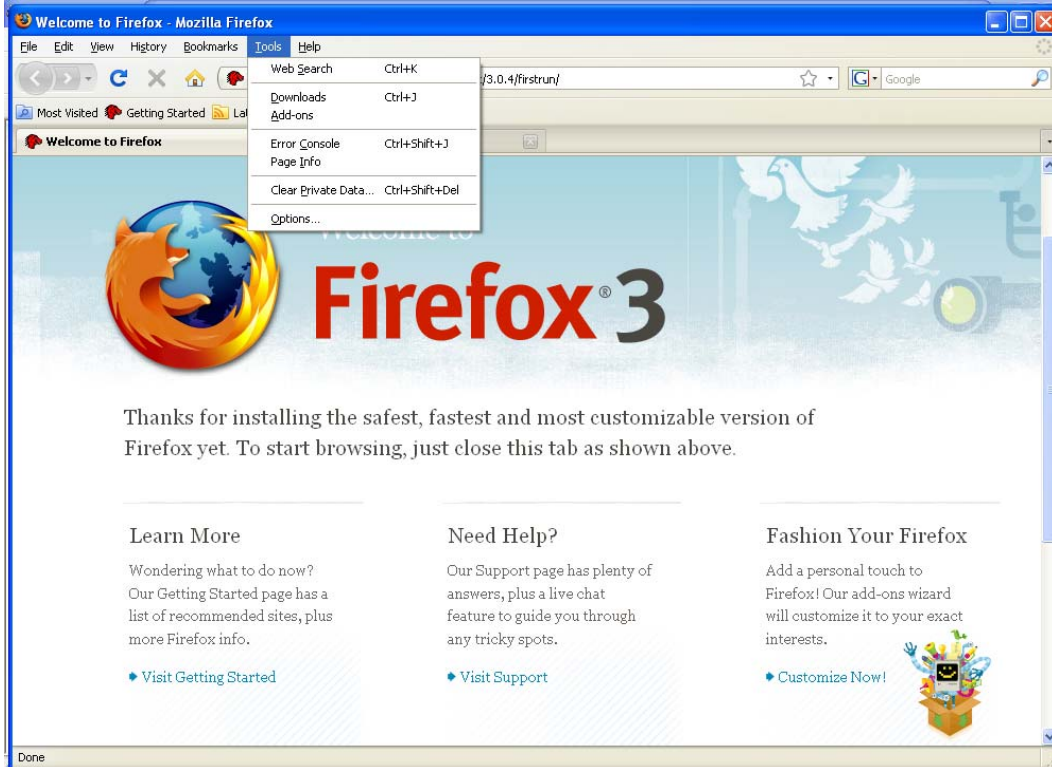 Welcome to Firefox - Mozilla Firefox
File Edit View History Bookmarks Tools Help
Web Search Ctrl+K
Downloads Ctrl+J
Add-ons
Error Console Ctrl+Shift+J
Page Info
Clear Private Data... Ctrl+Shift+Del
Options...
/3.0.4/firstrun/
G Google
Most Visited Getting Started
Welcome to Firefox
Welcome to
Firefox® 3
Thanks for installing the safest, fastest and most customizable version of
Firefox yet. To start browsing, just close this tab as shown above.
Learn More
Wondering what to do now?
Our Getting Started page has a
list of recommended sites, plus
more Firefox info.
Visit Getting Started
Need Help?
Our Support page has plenty of
answers, plus a live chat
feature to guide you through
any tricky spots.
Visit Support
Fashion Your Firefox
Add a personal touch to
Firefox! Our add-ons wizard
will customize it to your exact
interests.
Customize Now!
Done